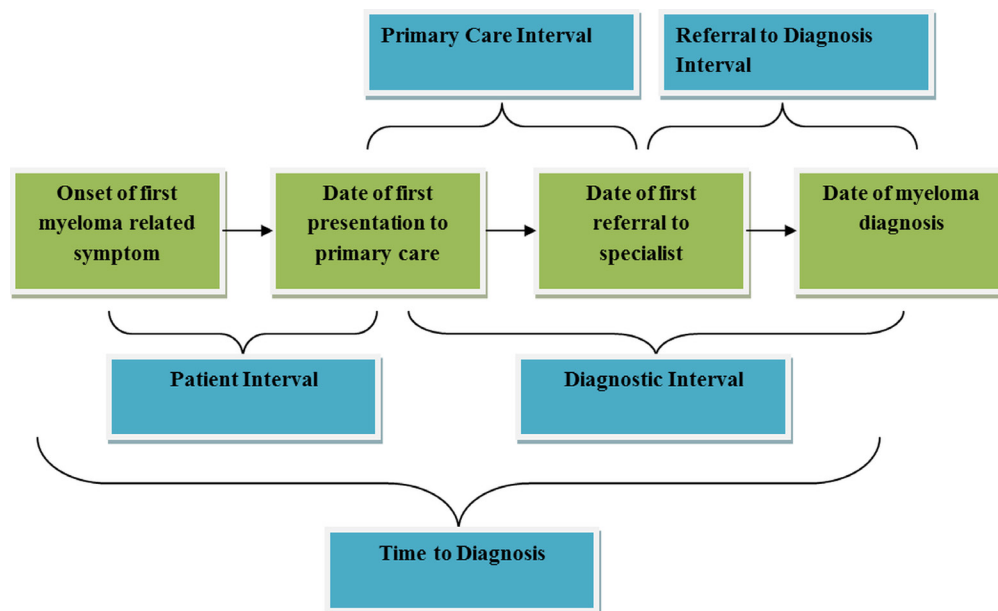 Primary Care Interval
Referral to Diagnosis
Interval
Onset of first
myeloma related
symptom
Date of first
presentation to
primary care
Date of first
referral to
specialist
Date of myeloma
diagnosis
Patient Interval
Diagnostic Interval
Time to Diagnosis